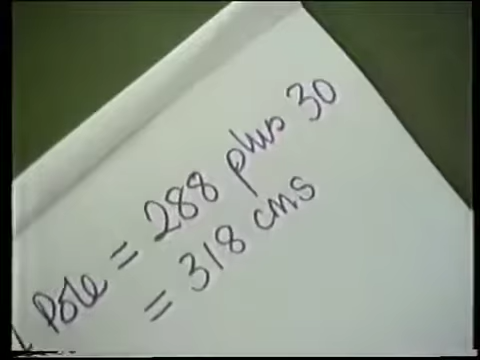 Pole = 288 plus 30
= 318 cms